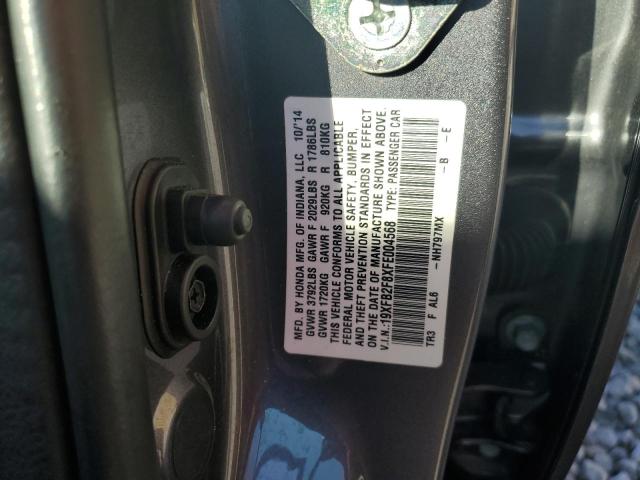 MFD. BY HONDA MFG. OF INDIANA, LLC 10/'14
GVWR 3792LBS GAWR F 2029LBS R 1786LBS
GVWR 1720KG GAWR F 920KG R 810KG
THIS VEHICLE CONFORMS TO ALL APPLICABLE
FEDERAL MOTOR VEHICLE SAFETY, BUMPER,
AND THEFT PREVENTION STANDARDS IN EFFECT
ON THE DATE OF MANUFACTURE SHOWN ABOVE.
V.I.N.:19XFB2F8XFE004568 TYPE: PASSENGER CAR
TR3 F AL6 -NH797MX -B -E